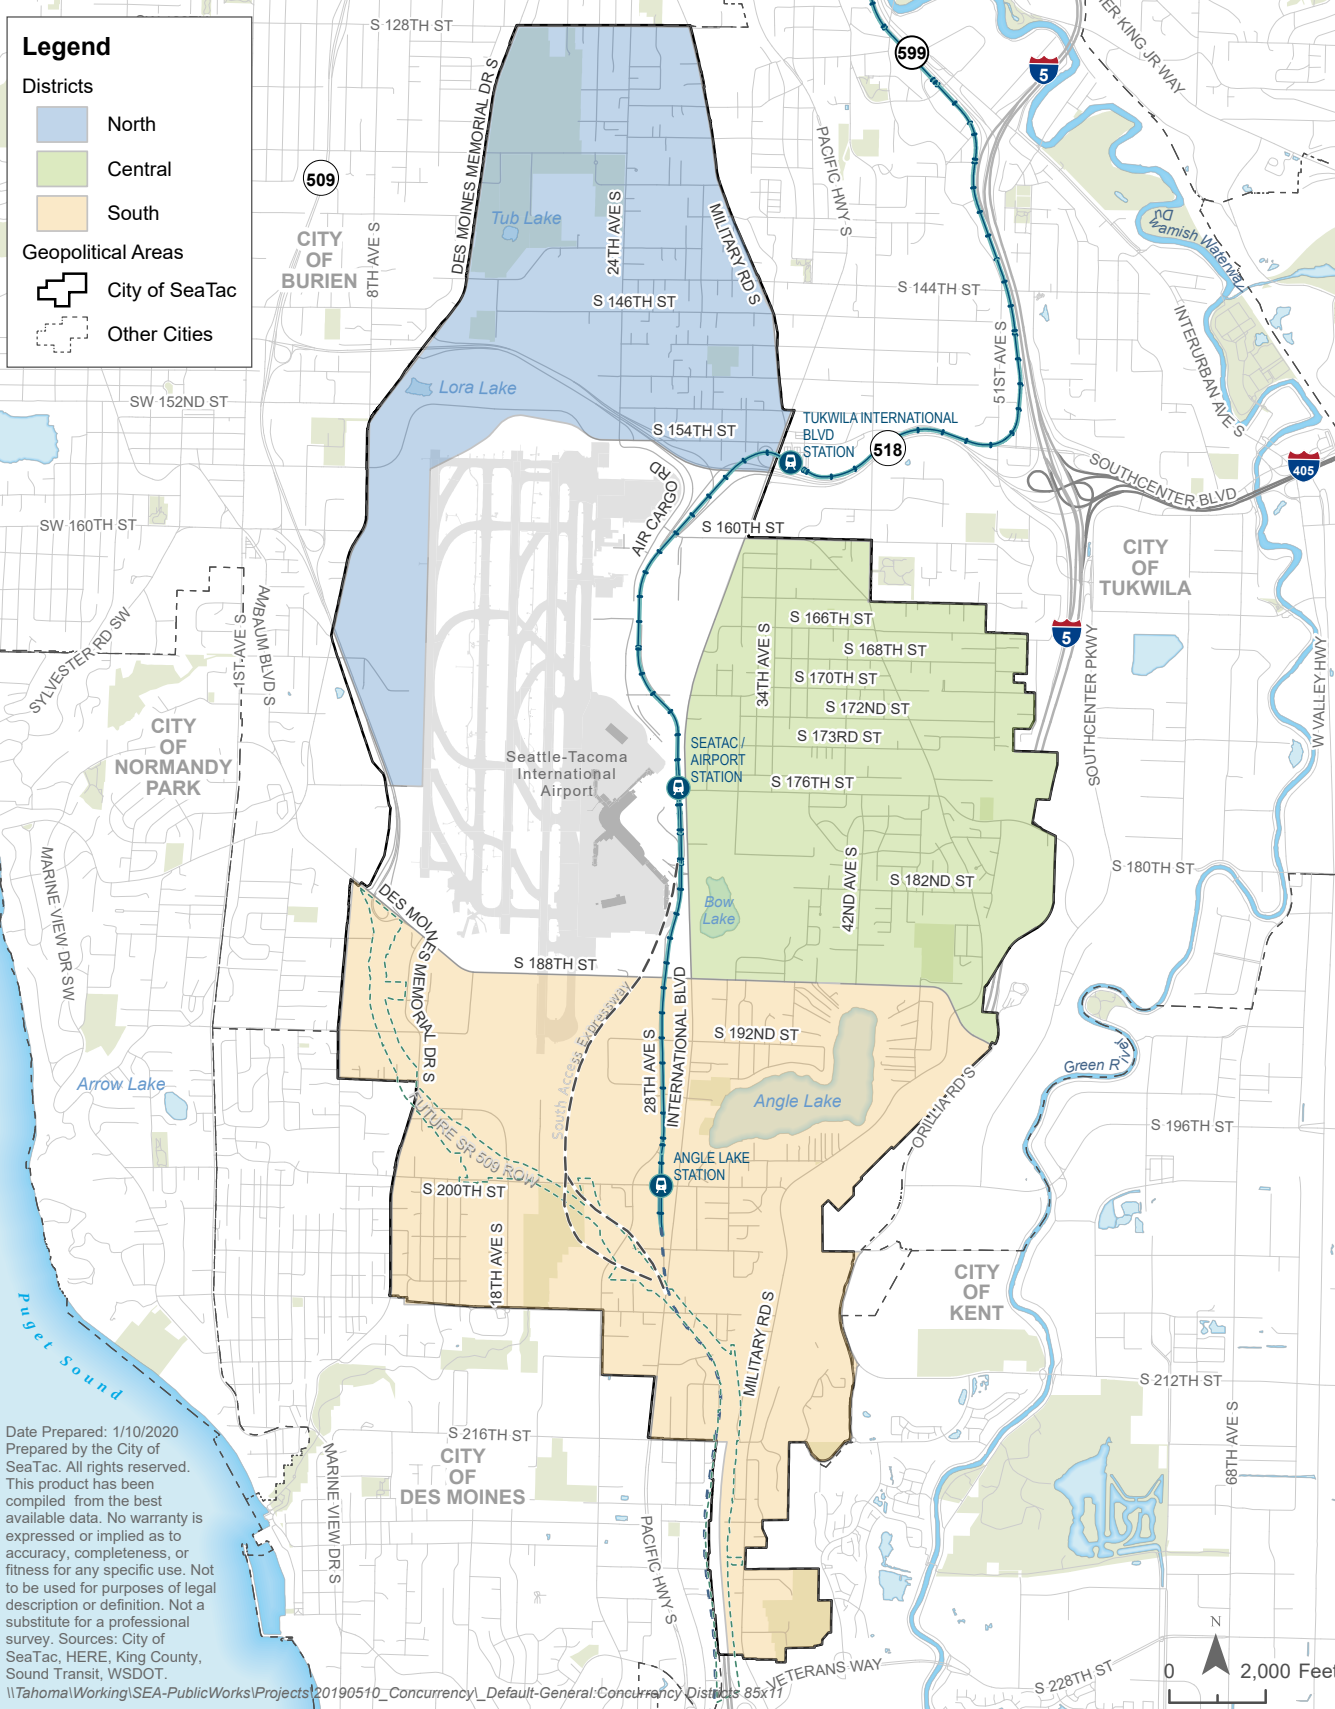 Legend
Districts
North
Central
South
Geopolitical Areas
City of SeaTac
Other Cities
S 128TH ST
599
5
PACIFIC HWY S
509
DES MOINES MEMORIAL DR S
CITY
OF
BURIEN
8TH AVE S
Tub Lake
24TH AVE S
MILITARY RD S
Duwamish Waterway
S 146TH ST
S 144TH ST
INTERURBAN AVE S
51ST AVE S
Lora Lake
SW 152ND ST
S 154TH ST
TUKWILA INTERNATIONAL
BLVD
STATION
518
SOUTHCENTER BLVD
405
AIR CARGO RD
SW 160TH ST
S 160TH ST
CITY
OF
TUKWILA
SYLVESTER RD SW
1ST AVE S
AMBAUM BLVD S
34TH AVE S
S 166TH ST
S 168TH ST
S 170TH ST
S 172ND ST
S 173RD ST
S 176TH ST
5
SOUTHCENTER PKWY
W VALLEY HWY
CITY
OF
NORMANDY
PARK
Seattle-Tacoma
International
Airport
SEATAC /
AIRPORT
STATION
MARINE VIEW DR SW
S 180TH ST
42ND AVE S
S 182ND ST
Bow
Lake
DES MOINES MEMORIAL DR S
S 188TH ST
South Access Expressway
28TH AVE S
INTERNATIONAL BLVD
S 192ND ST
Green River
Arrow Lake
Angle Lake
ORILLIA RD S
FUTURE SR 509 ROW
S 196TH ST
ANGLE LAKE
STATION
S 200TH ST
18TH AVE S
CITY
OF
KENT
MILITARY RD S
Puget Sound
S 212TH ST
68TH AVE S
S 216TH ST
CITY
OF
DES MOINES
MARINE VIEW DR S
PACIFIC HWY S
VETERANS WAY
S 228TH ST
N
0 2,000 Feet
Date Prepared: 1/10/2020
Prepared by the City of
SeaTac. All rights reserved.
This product has been
compiled from the best
available data. No warranty is
expressed or implied as to
accuracy, completeness, or
fitness for any specific use. Not
to be used for purposes of legal
description or definition. Not a
substitute for a professional
survey. Sources: City of
SeaTac, HERE, King County,
Sound Transit, WSDOT.
\\Tahoma\Working\SEA-PublicWorks\Projects\20190510_Concurrency\_Default-General:Concurrency Districts 85x11